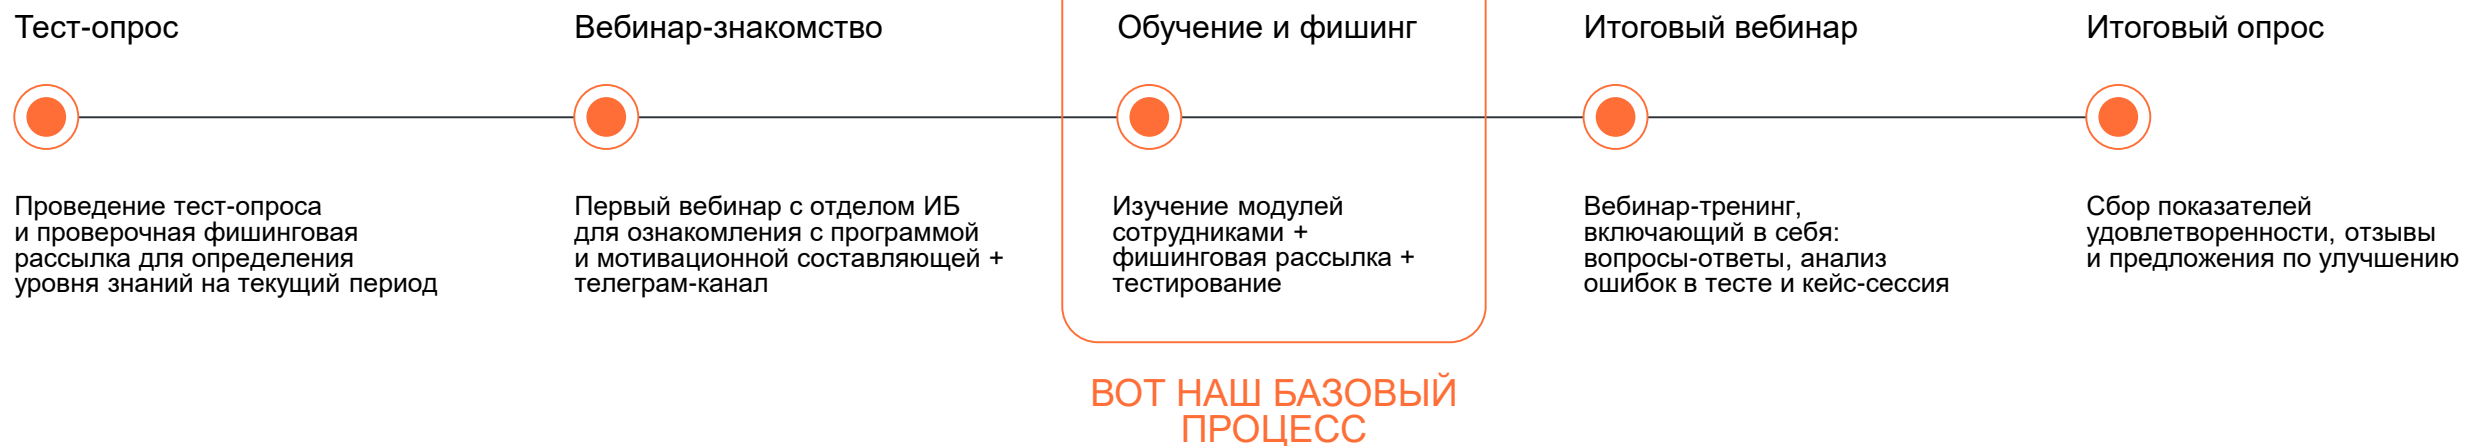 Тест-опрос
Вебинар-знакомство
Обучение и фишинг
Итоговый вебинар
Итоговый опрос
Проведение тест-опроса
и проверочная фишинговая
рассылка для определения
уровня знаний на текущий период
Первый вебинар с отделом ИБ
для ознакомления с программой
и мотивационной составляющей +
телеграм-канал
Изучение модулей
сотрудниками +
фишинговая рассылка +
тестирование
Вебинар-тренинг,
включающий в себя:
вопросы-ответы, анализ
ошибок в тесте и кейс-сессия
Сбор показателей
удовлетворенности, отзывы
и предложения по улучшению
ВОТ НАШ БАЗОВЫЙ
ПРОЦЕСС